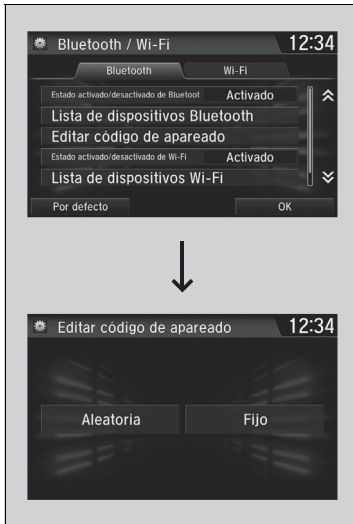 Bluetooth / Wi-Fi 12:34
Bluetooth Wi-Fi
Estado activado/desactivado de Bluetoot Activado
Lista de dispositivos Bluetooth
Editar código de apareado
Estado activado/desactivado de Wi-Fi Activado
Lista de dispositivos Wi-Fi
Por defecto OK
Editar código de apareado 12:34
Aleatoria Fijo